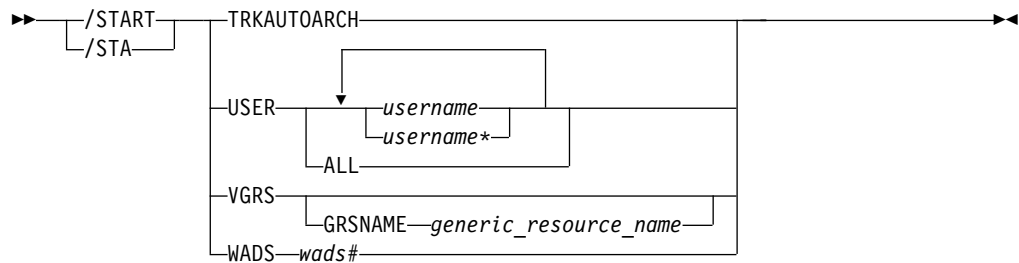 /START TRKAUTOARCH
/STA
USER username
username*
ALL
VGRS
GRSNAME generic_resource_name
WADS wads#